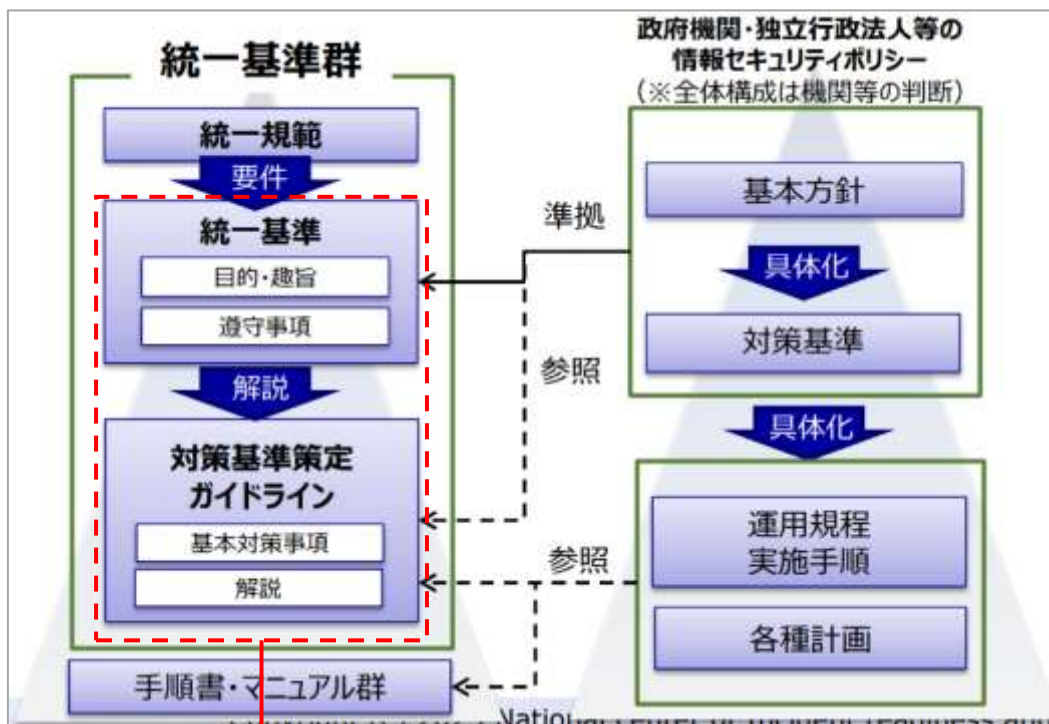 統一基準群
統一規範
要件
統一基準
目的・趣旨
遵守事項
解説
対策基準策定
ガイドライン
基本対策事項
解説
手順書・マニュアル群
準拠
参照
参照
政府機関・独立行政法人等の
情報セキュリティポリシー
（※全体構成は機関等の判断）
基本方針
具体化
対策基準
具体化
運用規程
実施手順
各種計画
National center of Incident readiness and